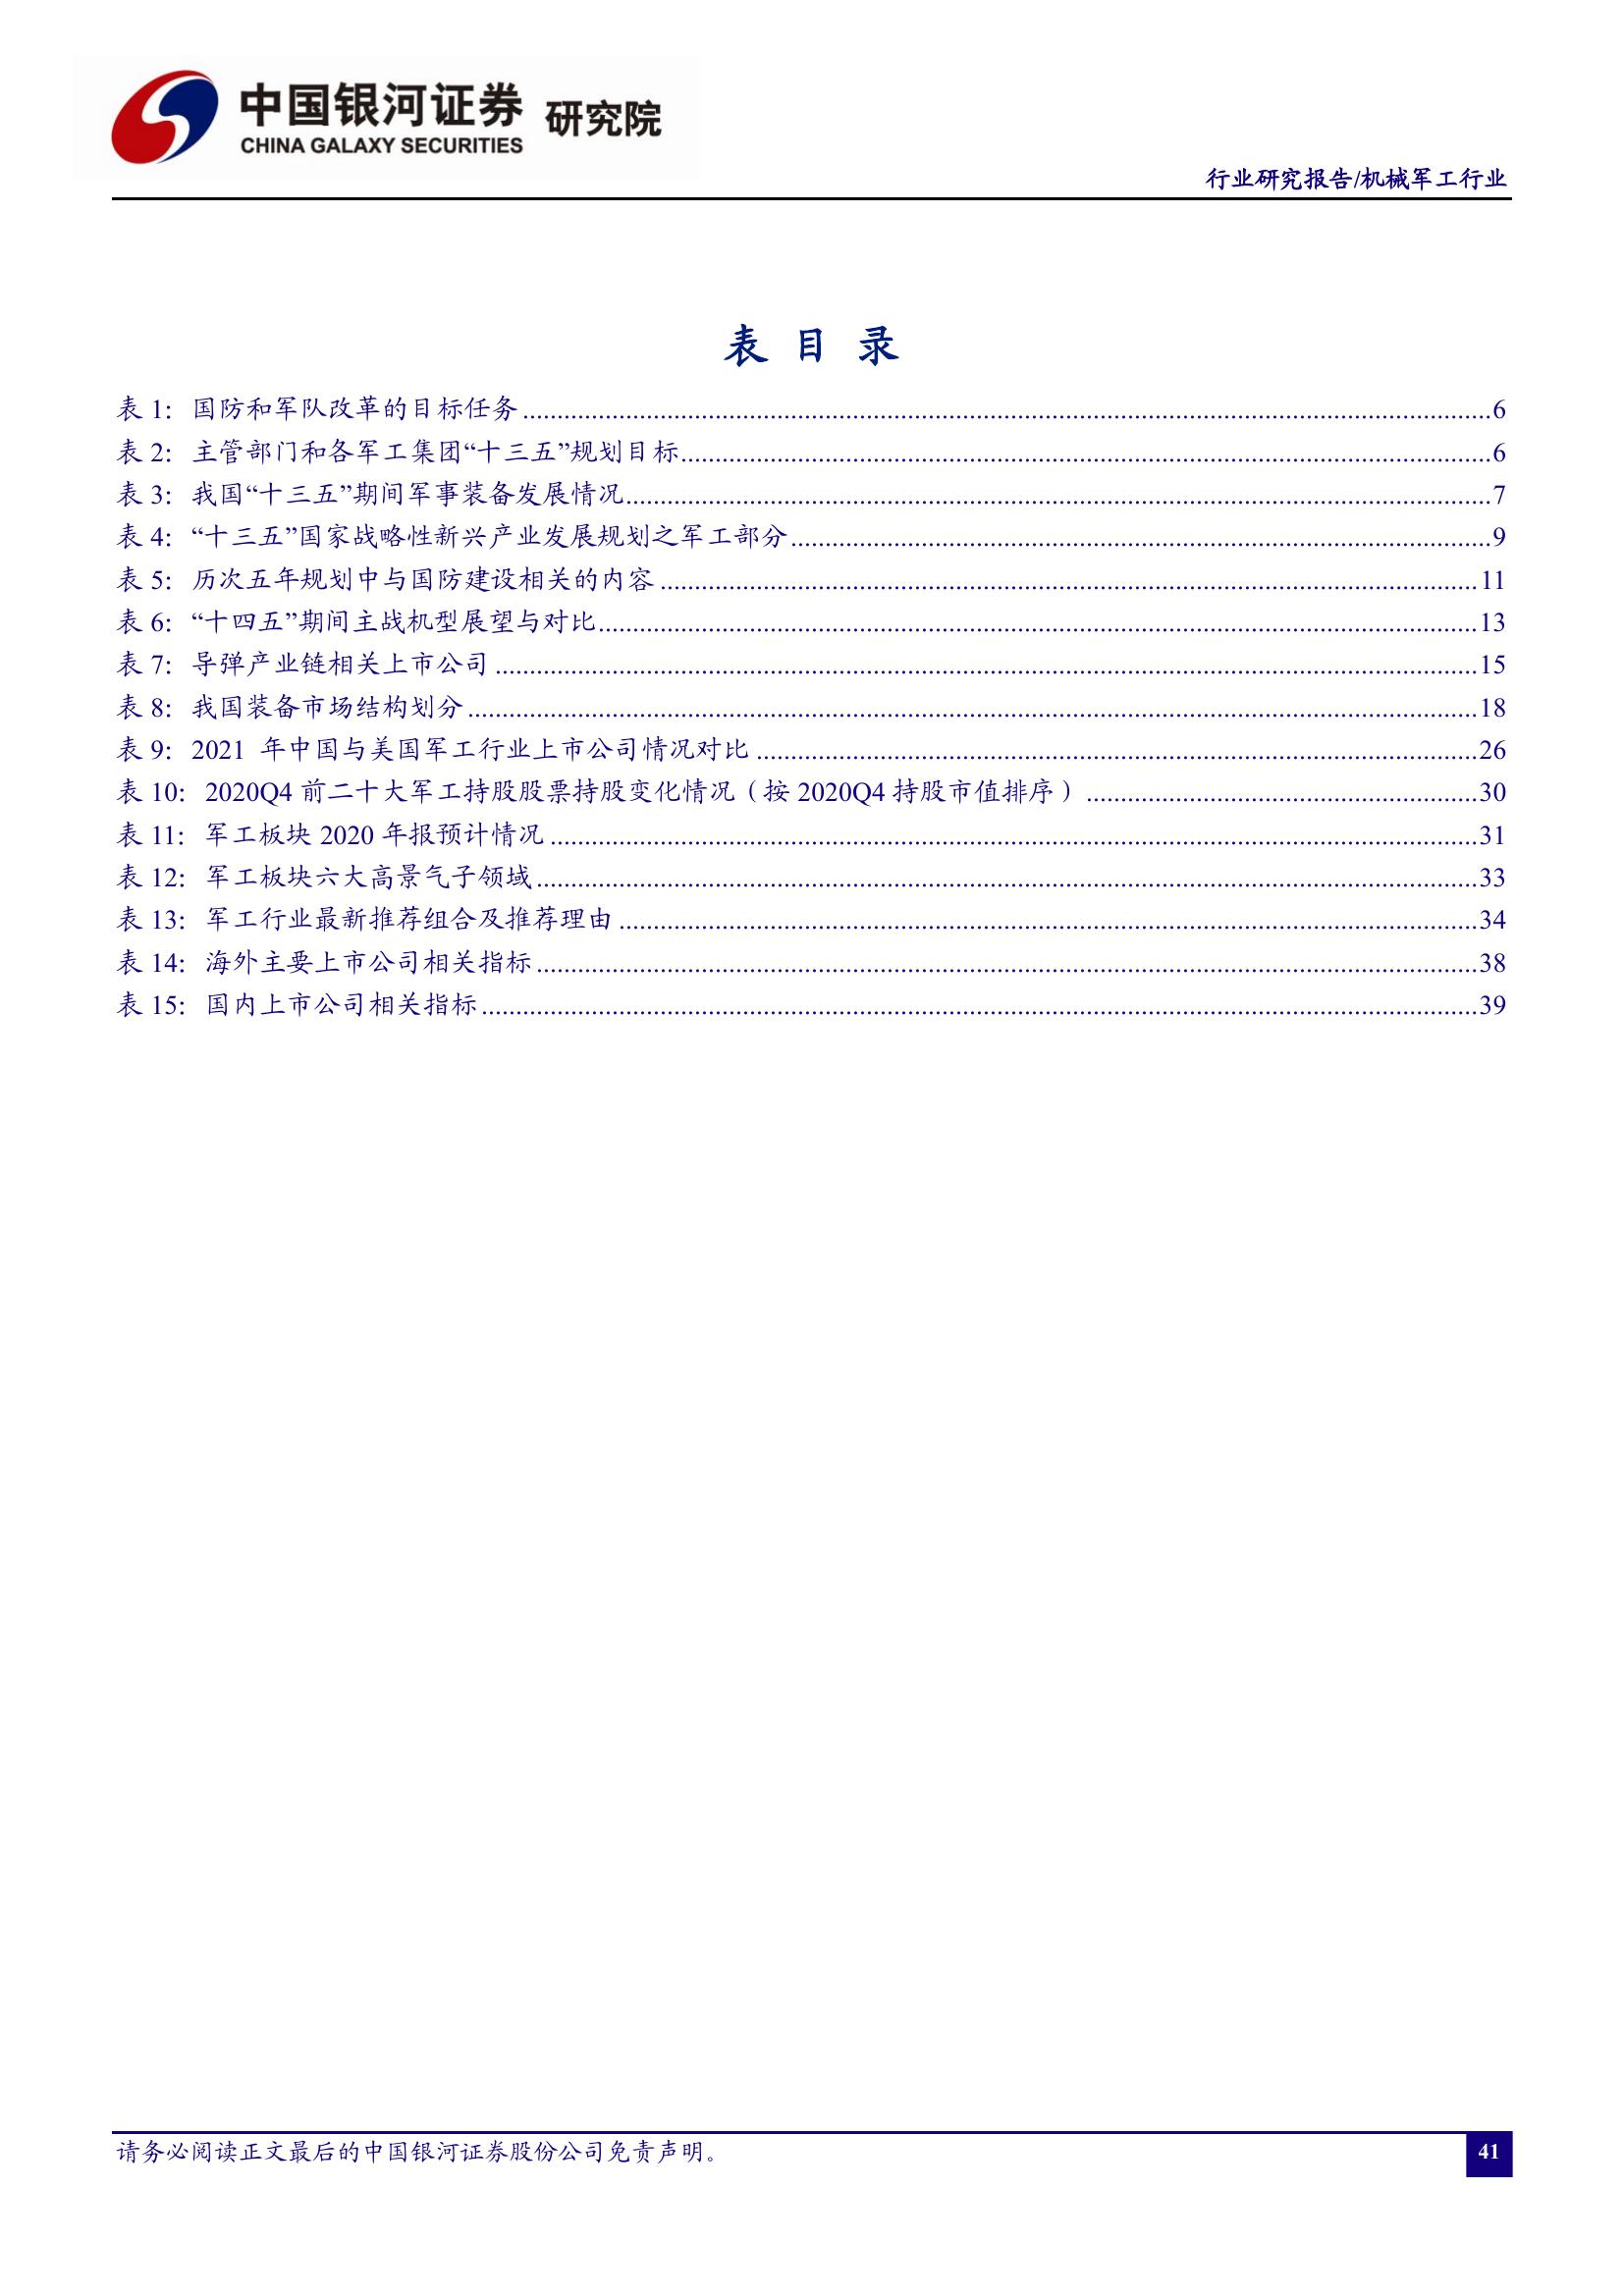 中国银河证券 研究院
CHINA GALAXY SECURITIES
行业研究报告/机械军工行业
表 目 录
表 1: 国防和军队改革的目标任务......6
表 2: 主管部门和各军工集团“十三五”规划目标......6
表 3: 我国“十三五”期间军事装备发展情况......7
表 4: “十三五”国家战略性新兴产业发展规划之军工部分......9
表 5: 历次五年规划中与国防建设相关的内容......11
表 6: “十四五”期间主战机型展望与对比......13
表 7: 导弹产业链相关上市公司......15
表 8: 我国装备市场结构划分......18
表 9: 2021 年中国与美国军工行业上市公司情况对比......26
表 10: 2020Q4 前二十大军工持股股票持股变化情况（按 2020Q4 持股市值排序）......30
表 11: 军工板块 2020 年报预计情况......31
表 12: 军工板块六大高景气子领域......33
表 13: 军工行业最新推荐组合及推荐理由......34
表 14: 海外主要上市公司相关指标......38
表 15: 国内上市公司相关指标......39
请务必阅读正文最后的中国银河证券股份公司免责声明。
41